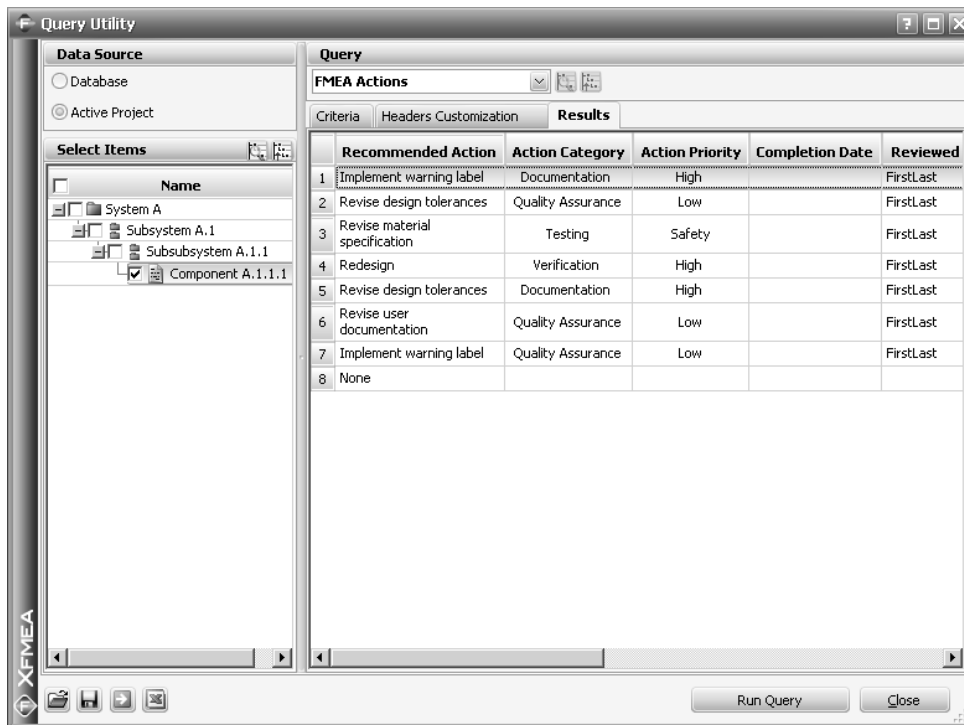 Query Utility
Data Source
Database
Active Project
Select Items
Name
System A
Subsystem A.1
Subsubsystem A.1.1
Component A.1.1.1
Query
FMEA Actions
Criteria Headers Customization Results
Recommended Action Action Category Action Priority Completion Date Reviewed
1 Implement warning label Documentation High FirstLast
2 Revise design tolerances Quality Assurance Low FirstLast
3 Revise material specification Testing Safety FirstLast
4 Redesign Verification High FirstLast
5 Revise design tolerances Documentation High FirstLast
6 Revise user documentation Quality Assurance Low FirstLast
7 Implement warning label Quality Assurance Low FirstLast
8 None
XFMEA
Run Query Close